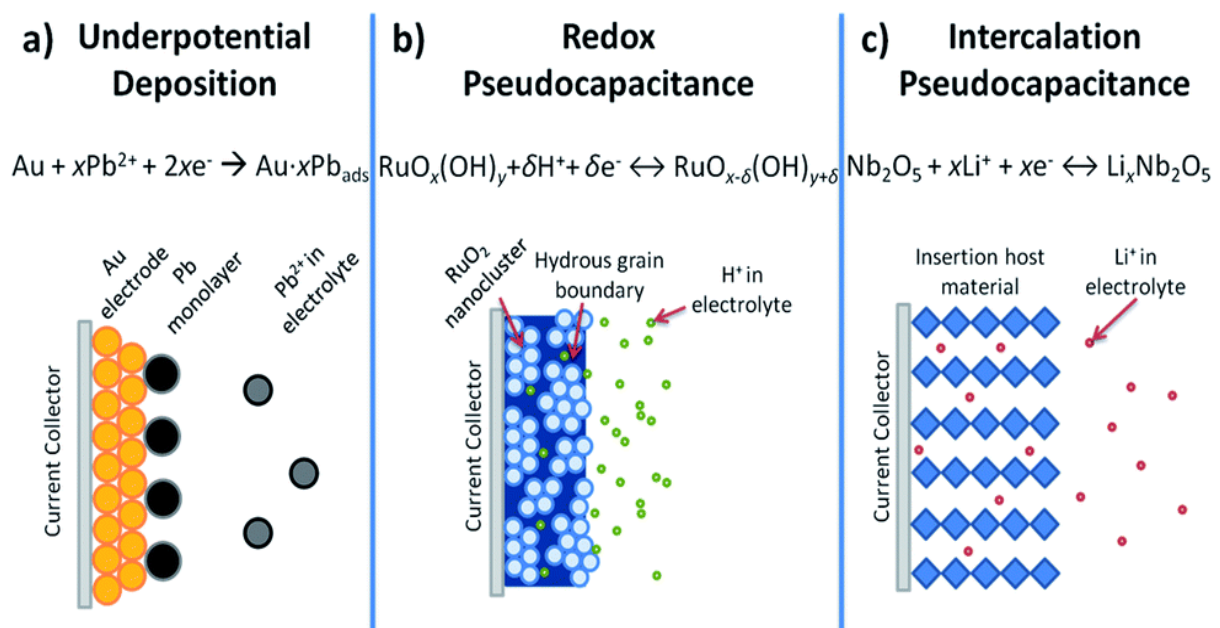 a) Underpotential
Deposition
Au + xPb²⁺ + 2xe⁻ → Au·xPb_ads
Au
electrode
Pb
monolayer
Pb²⁺ in
electrolyte
Current Collector
b) Redox
Pseudocapacitance
RuOₓ(OH)ᵧ+δH⁺+ δe⁻ ↔ RuOₓ₋δ(OH)ᵧ₊δ
RuO₂
nanocluster
Hydrous grain
boundary
H⁺ in
electrolyte
Current Collector
c) Intercalation
Pseudocapacitance
Nb₂O₅ + xLi⁺ + xe⁻ ↔ LiₓNb₂O₅
Insertion host
material
Li⁺ in
electrolyte
Current Collector